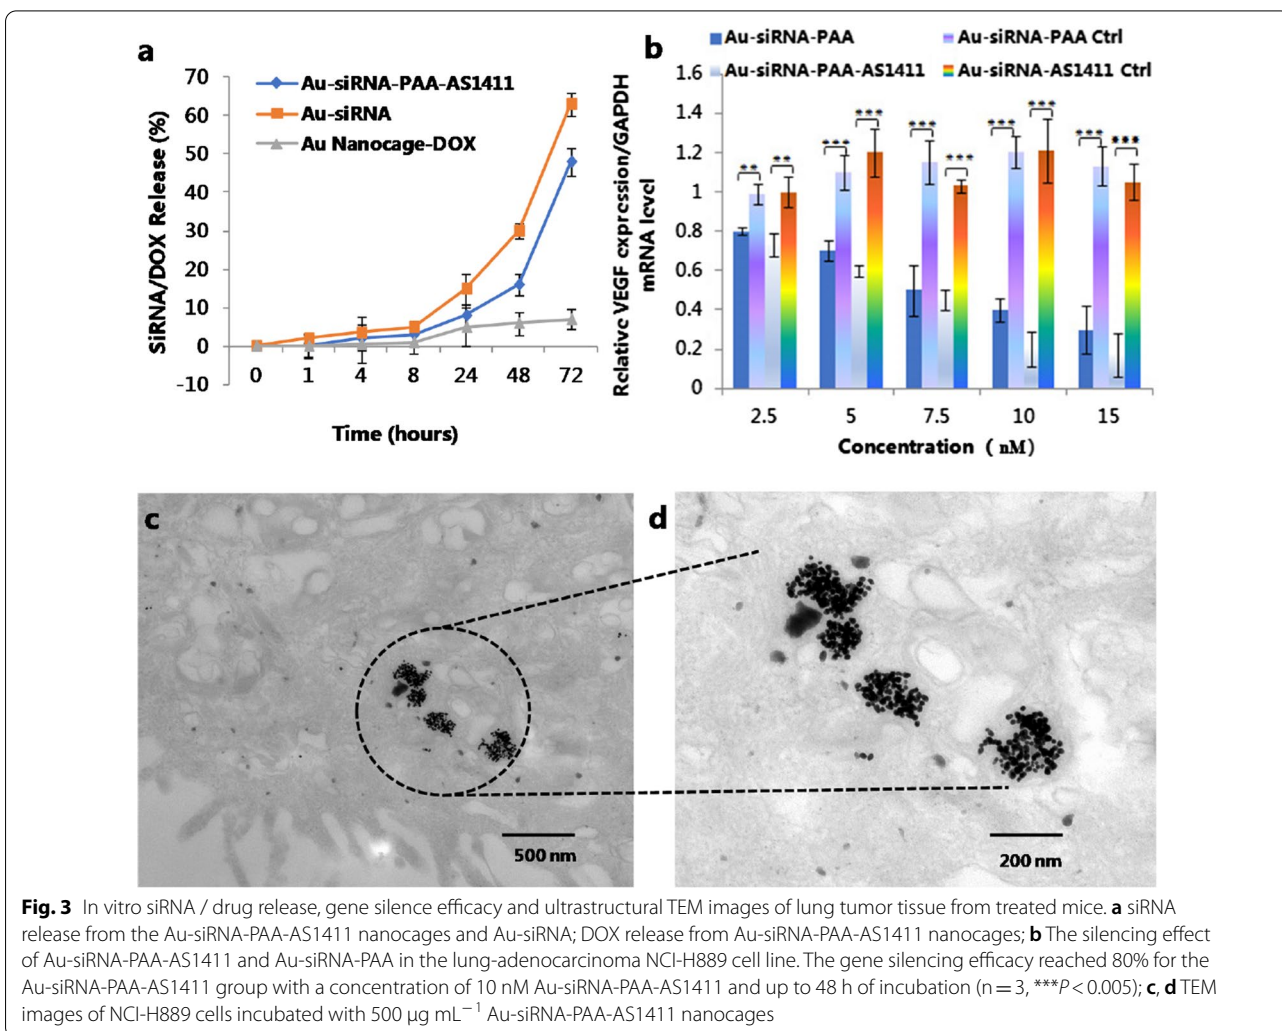 a
70
60
50
40
30
20
10
0
-10
SiRNA/DOX Release (%)
Au-siRNA-PAA-AS1411
Au-siRNA
Au Nanocage-DOX
0 1 4 8 24 48 72
Time (hours)
b
Au-siRNA-PAA
Au-siRNA-PAA Ctrl
Au-siRNA-PAA-AS1411
Au-siRNA-AS1411 Ctrl
1.6
1.4
1.2
1
0.8
0.6
0.4
0.2
0
Relative VEGF expression/GAPDH
mRNA level
** ** *** *** *** *** *** *** *** ***
2.5 5 7.5 10 15
Concentration ( nM)
c
500 nm
d
200 nm
Fig. 3 In vitro siRNA / drug release, gene silence efficacy and ultrastructural TEM images of lung tumor tissue from treated mice. a siRNA
release from the Au-siRNA-PAA-AS1411 nanocages and Au-siRNA; DOX release from Au-siRNA-PAA-AS1411 nanocages; b The silencing effect
of Au-siRNA-PAA-AS1411 and Au-siRNA-PAA in the lung-adenocarcinoma NCI-H889 cell line. The gene silencing efficacy reached 80% for the
Au-siRNA-PAA-AS1411 group with a concentration of 10 nM Au-siRNA-PAA-AS1411 and up to 48 h of incubation (n = 3, ***P < 0.005); c, d TEM
images of NCI-H889 cells incubated with 500 µg mL⁻¹ Au-siRNA-PAA-AS1411 nanocages